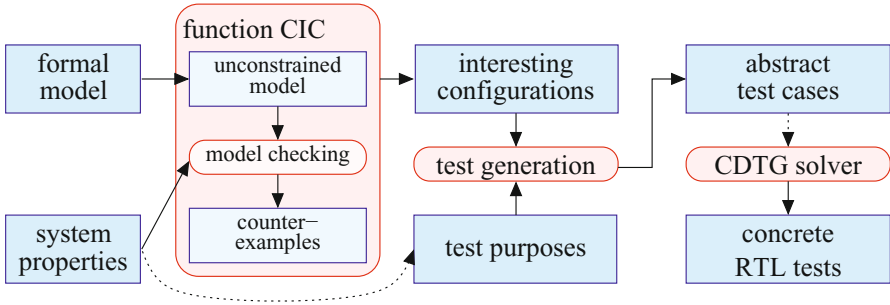 function CIC
formal
model
unconstrained
model
interesting
configurations
abstract
test cases
model checking
test generation
CDTG solver
system
properties
counter−
examples
test purposes
concrete
RTL tests